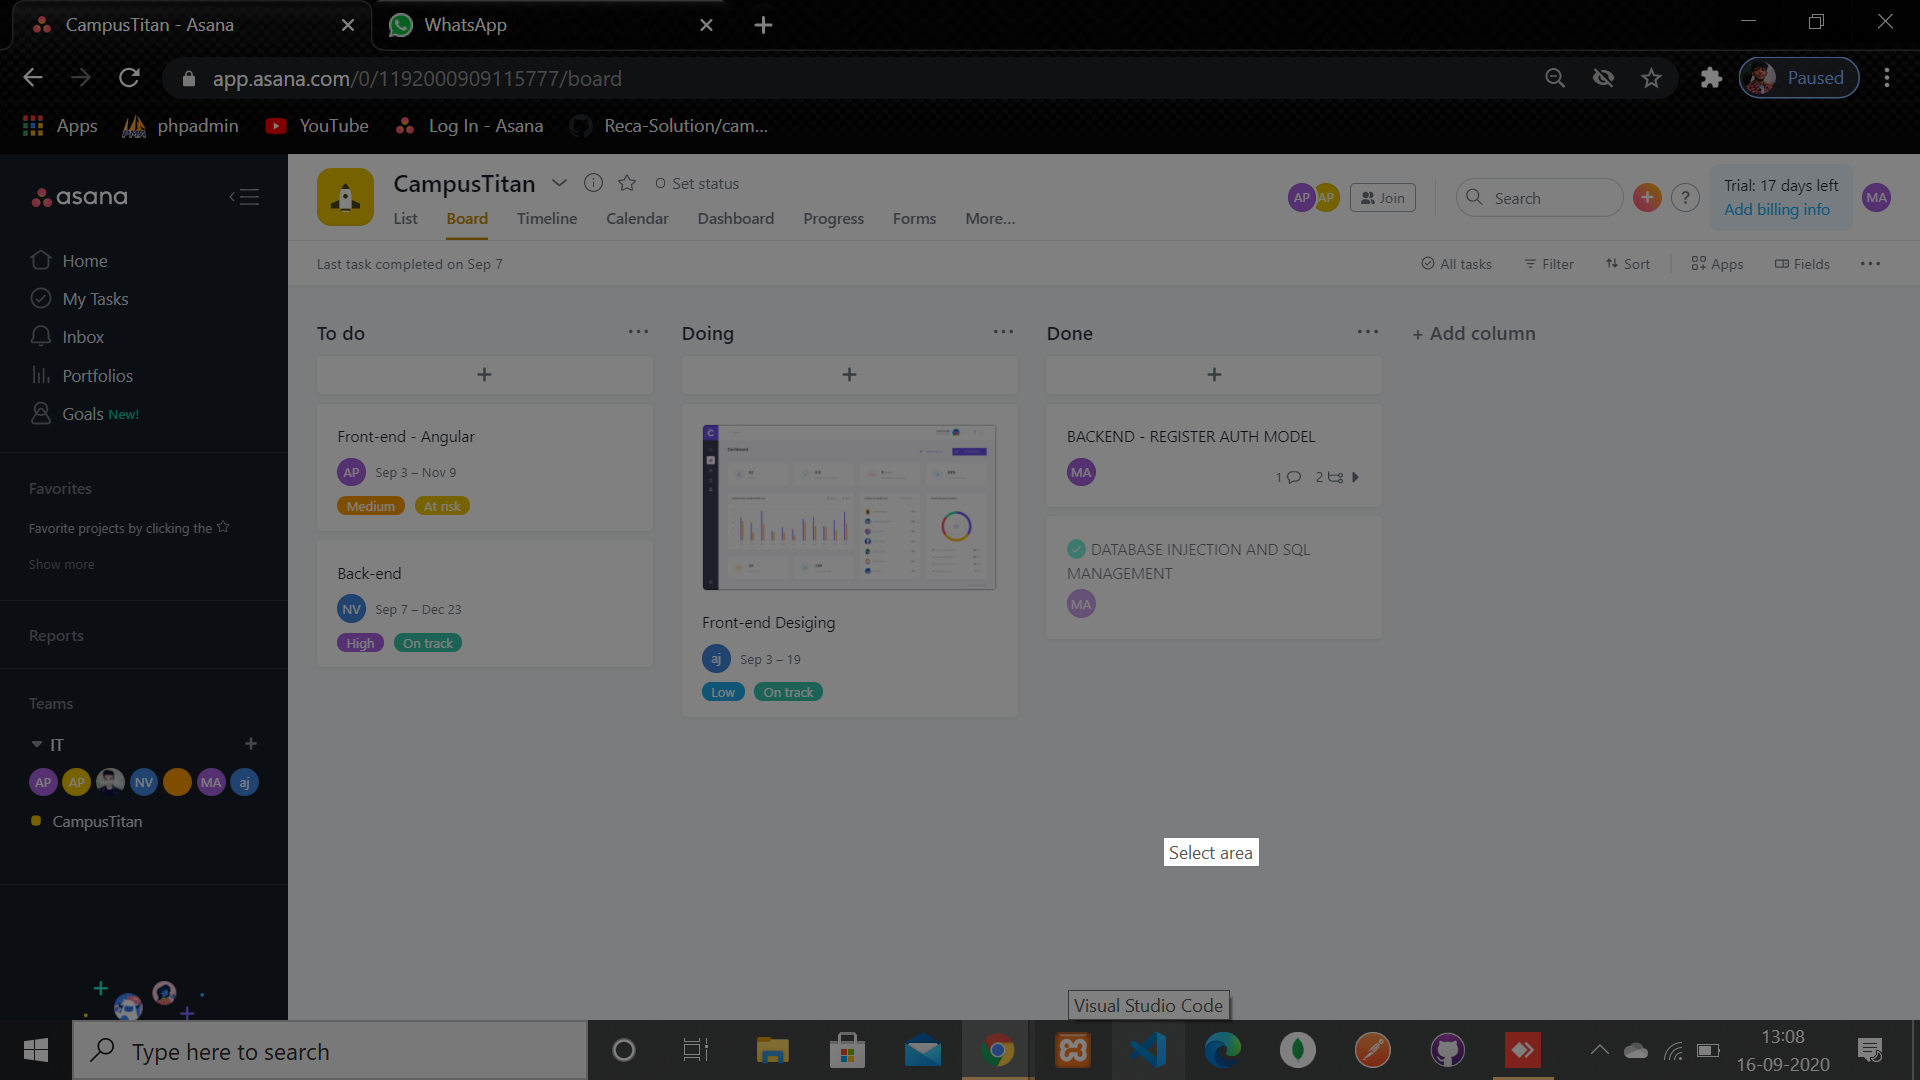 CampusTitan - Asana
WhatsApp
app.asana.com/0/1192000909115777/board
Paused
Apps
phpadmin
YouTube
Log In - Asana
Reca-Solution/cam...
asana
Home
My Tasks
Inbox
Portfolios
Goals New!
Favorites
Favorite projects by clicking the
Show more
Reports
Teams
IT
AP AP NV MA aj
CampusTitan
CampusTitan
Set status
List Board Timeline Calendar Dashboard Progress Forms More...
AP AP
Join
Search
?
Trial: 17 days left
Add billing info
MA
Last task completed on Sep 7
All tasks Filter Sort Apps Fields
To do
Front-end - Angular
AP Sep 3 – Nov 9
Medium At risk
Back-end
NV Sep 7 – Dec 23
High On track
Doing
Dashboard
Front-end Desiging
aj Sep 3 – 19
Low On track
Done
BACKEND - REGISTER AUTH MODEL
MA
1 2
DATABASE INJECTION AND SQL
MANAGEMENT
MA
+ Add column
Select area
Visual Studio Code
Type here to search
13:08
16-09-2020